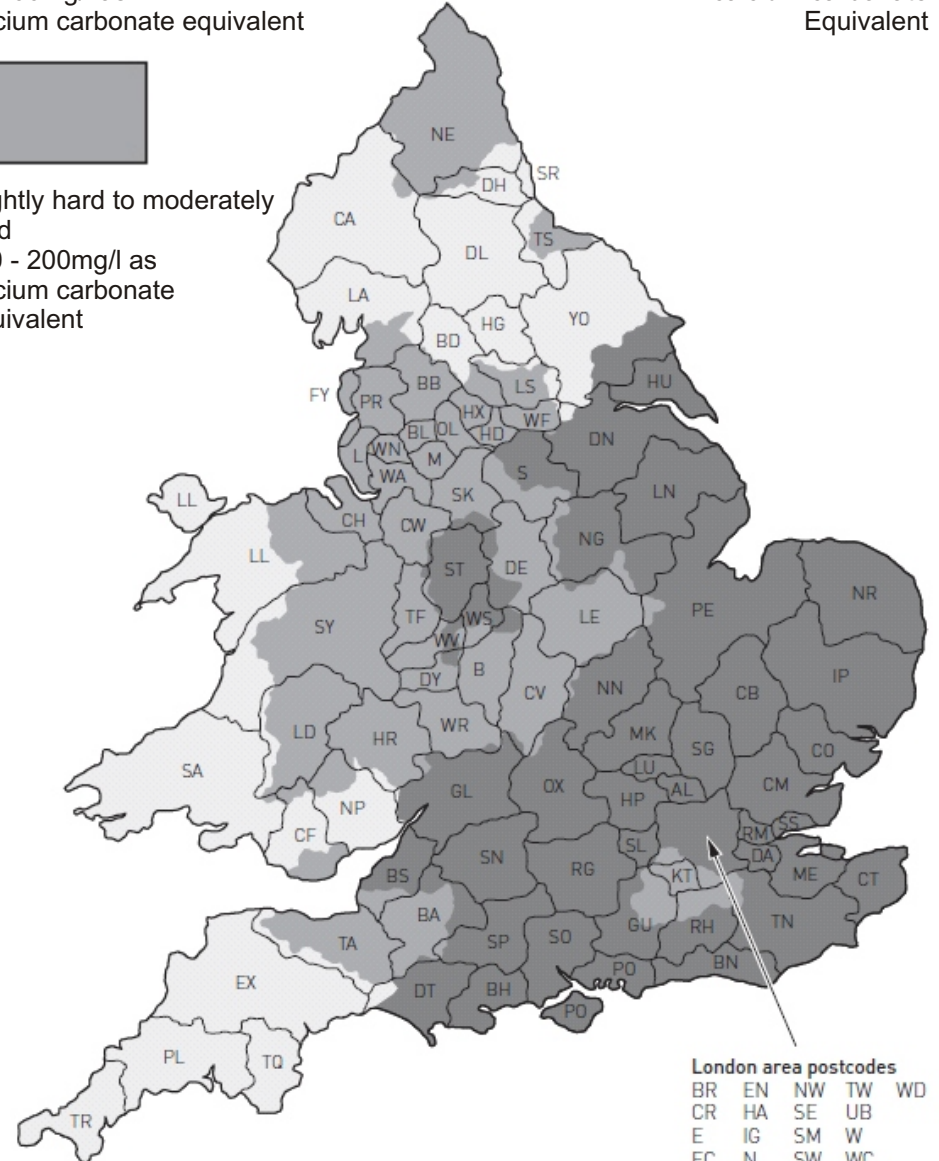 cium carbonate equivalent
Equivalent
htly hard to moderately
d
0 - 200mg/l as
cium carbonate
uivalent
NE
SR
DH
CA
TS
DL
LA
YO
HG
BD
HU
BB
LS
FY
PR
HX
WF
BL
OL
HD
DN
WN
L
M
S
WA
SK
LN
LL
CH
CW
NG
LL
ST
DE
NR
PE
TF
WS
LE
SY
WV
B
IP
DY
CV
NN
CB
WR
MK
LD
HR
SG
CO
LU
SA
GL
OX
AL
CM
HP
NP
SS
RM
CF
SL
DA
SN
RG
KT
ME
BS
CT
BA
GU
RH
TN
TA
SP
SO
BN
PO
EX
DT
BH
PO
PL
TQ
TR
London area postcodes
BR EN NW TW WD
CR HA SE UB
E IG SM W
EC N SW WC